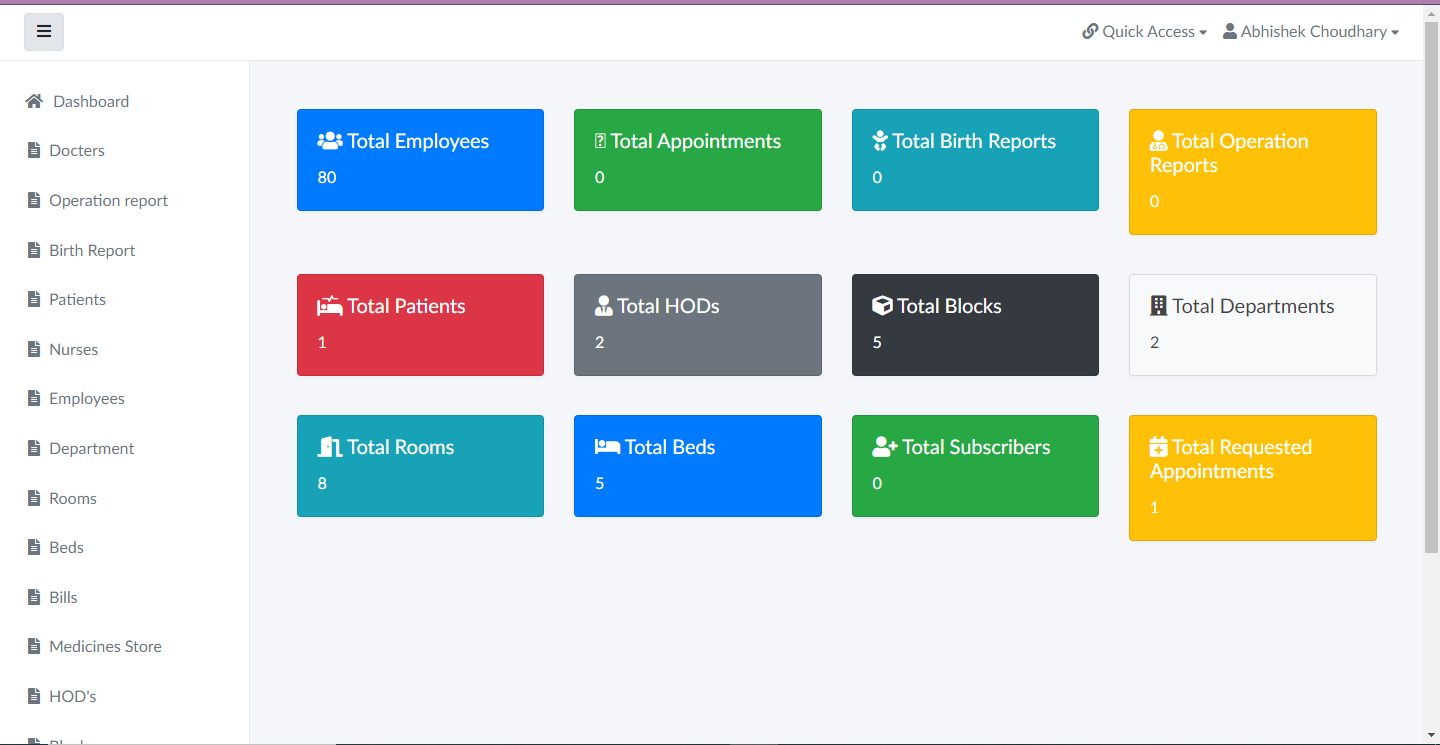 Quick Access
Abhishek Choudhary
Dashboard
Docters
Operation report
Birth Report
Patients
Nurses
Employees
Department
Rooms
Beds
Bills
Medicines Store
HOD's
Total Employees
80
Total Appointments
0
Total Birth Reports
0
Total Operation
Reports
0
Total Patients
1
Total HODs
2
Total Blocks
5
Total Departments
2
Total Rooms
8
Total Beds
5
Total Subscribers
0
Total Requested
Appointments
1